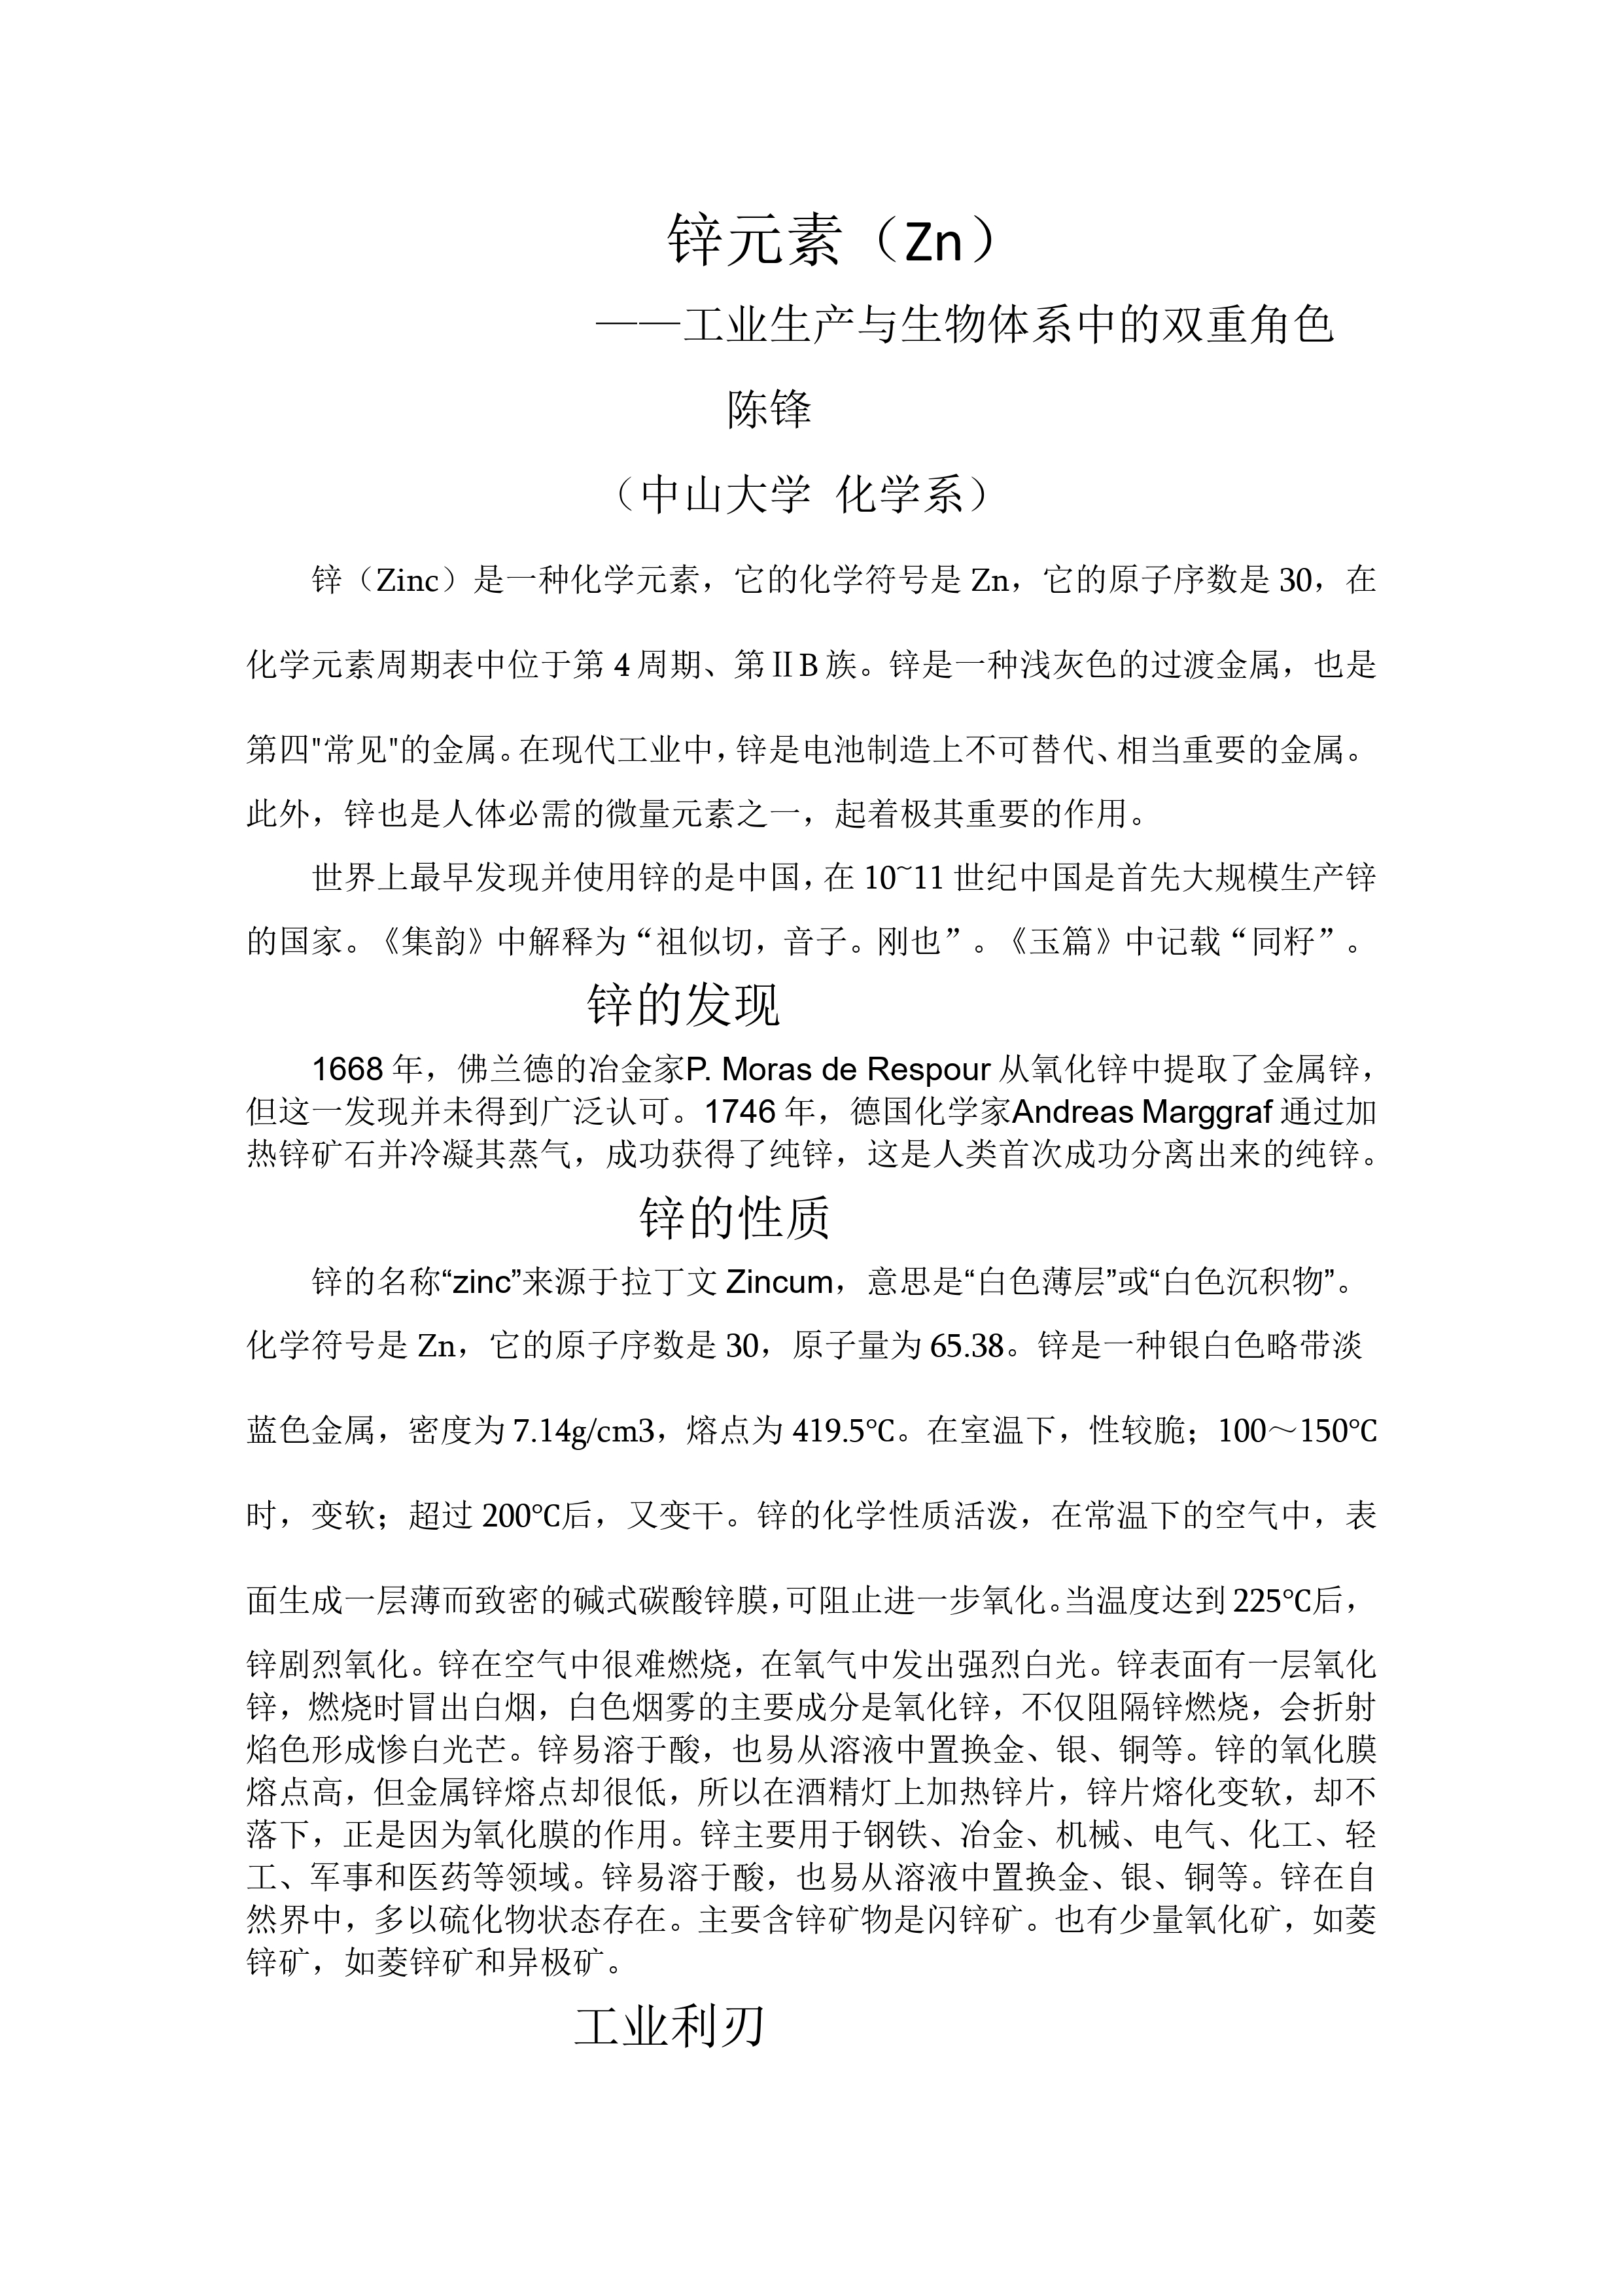 锌元素（Zn）
——工业生产与生物体系中的双重角色
陈锋
（中山大学 化学系）
锌（Zinc）是一种化学元素，它的化学符号是 Zn，它的原子序数是 30，在
化学元素周期表中位于第 4 周期、第ⅡB 族。锌是一种浅灰色的过渡金属，也是
第四"常见"的金属。在现代工业中，锌是电池制造上不可替代、相当重要的金属。
此外，锌也是人体必需的微量元素之一，起着极其重要的作用。
世界上最早发现并使用锌的是中国，在 10~11 世纪中国是首先大规模生产锌
的国家。《集韵》中解释为“祖似切，音子。刚也”。《玉篇》中记载“同籽”。
锌的发现
1668 年，佛兰德的冶金家P. Moras de Respour 从氧化锌中提取了金属锌，
但这一发现并未得到广泛认可。1746 年，德国化学家Andreas Marggraf 通过加
热锌矿石并冷凝其蒸气，成功获得了纯锌，这是人类首次成功分离出来的纯锌。
锌的性质
锌的名称“zinc”来源于拉丁文 Zincum，意思是“白色薄层”或“白色沉积物”。
化学符号是 Zn，它的原子序数是 30，原子量为 65.38。锌是一种银白色略带淡
蓝色金属，密度为 7.14g/cm3，熔点为 419.5℃。在室温下，性较脆；100～150℃
时，变软；超过 200℃后，又变干。锌的化学性质活泼，在常温下的空气中，表
面生成一层薄而致密的碱式碳酸锌膜，可阻止进一步氧化。当温度达到 225℃后，
锌剧烈氧化。锌在空气中很难燃烧，在氧气中发出强烈白光。锌表面有一层氧化
锌，燃烧时冒出白烟，白色烟雾的主要成分是氧化锌，不仅阻隔锌燃烧，会折射
焰色形成惨白光芒。锌易溶于酸，也易从溶液中置换金、银、铜等。锌的氧化膜
熔点高，但金属锌熔点却很低，所以在酒精灯上加热锌片，锌片熔化变软，却不
落下，正是因为氧化膜的作用。锌主要用于钢铁、冶金、机械、电气、化工、轻
工、军事和医药等领域。锌易溶于酸，也易从溶液中置换金、银、铜等。锌在自
然界中，多以硫化物状态存在。主要含锌矿物是闪锌矿。也有少量氧化矿，如菱
锌矿，如菱锌矿和异极矿。
工业利刃